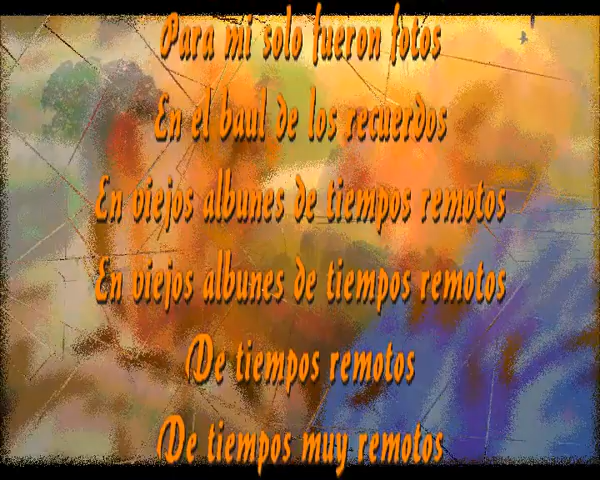 Para mi solo fueron fotos
En el baul de los recuerdos
En viejos albunes de tiempos remotos
En viejos albunes de tiempos remotos
De tiempos remotos
De tiempos muy remotos